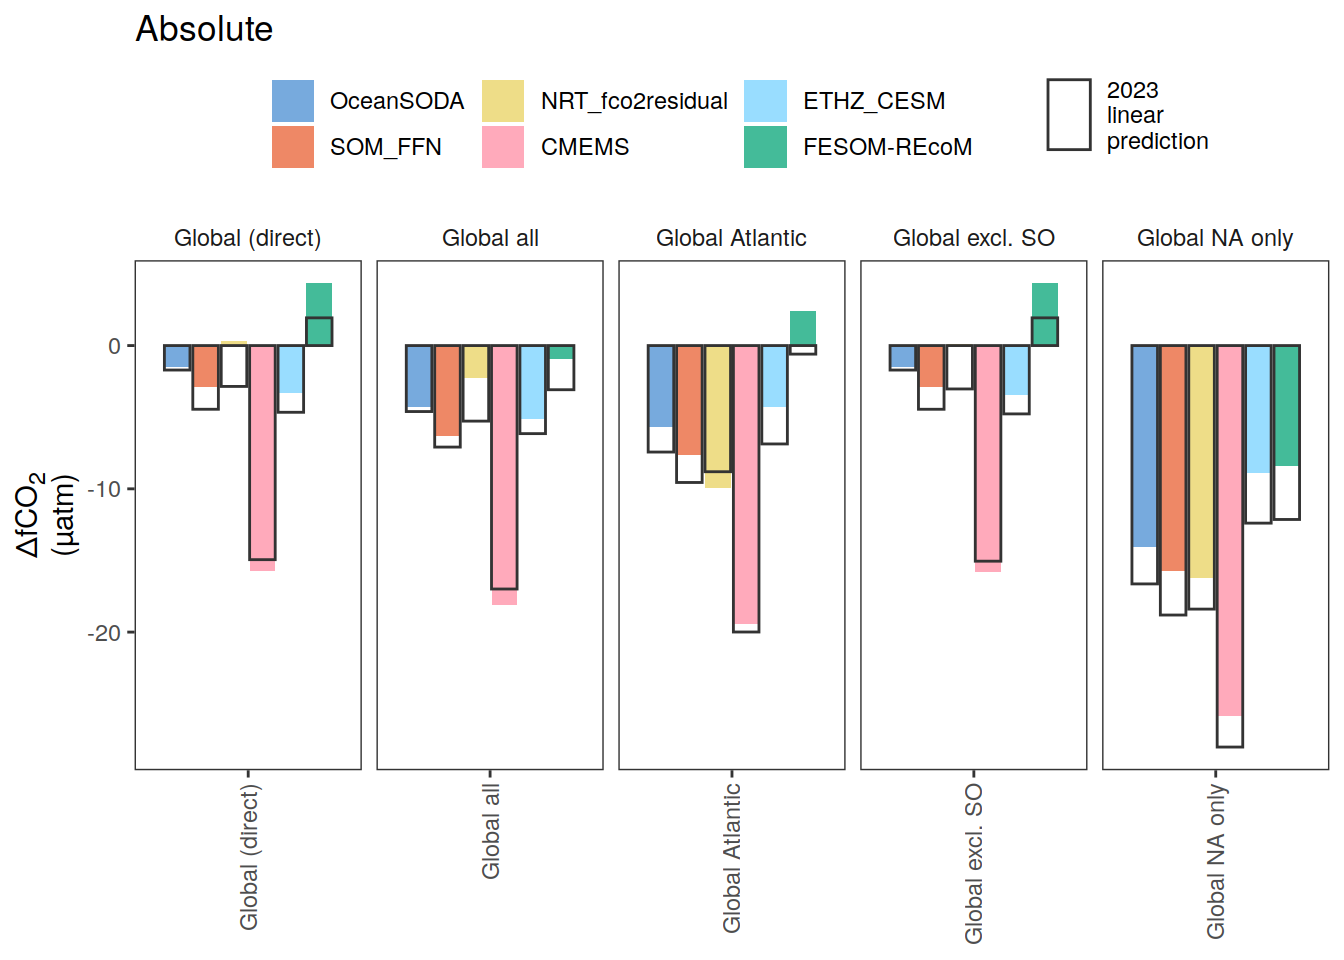 Absolute
OceanSODA
NRT_fco2residual
ETHZ_CESM
SOM_FFN
CMEMS
FESOM-REcoM
2023
linear
prediction
Global (direct)
Global all
Global Atlantic
Global excl. SO
Global NA only
ΔfCO2
(µatm)
0
-10
-20
Global (direct)
Global all
Global Atlantic
Global excl. SO
Global NA only